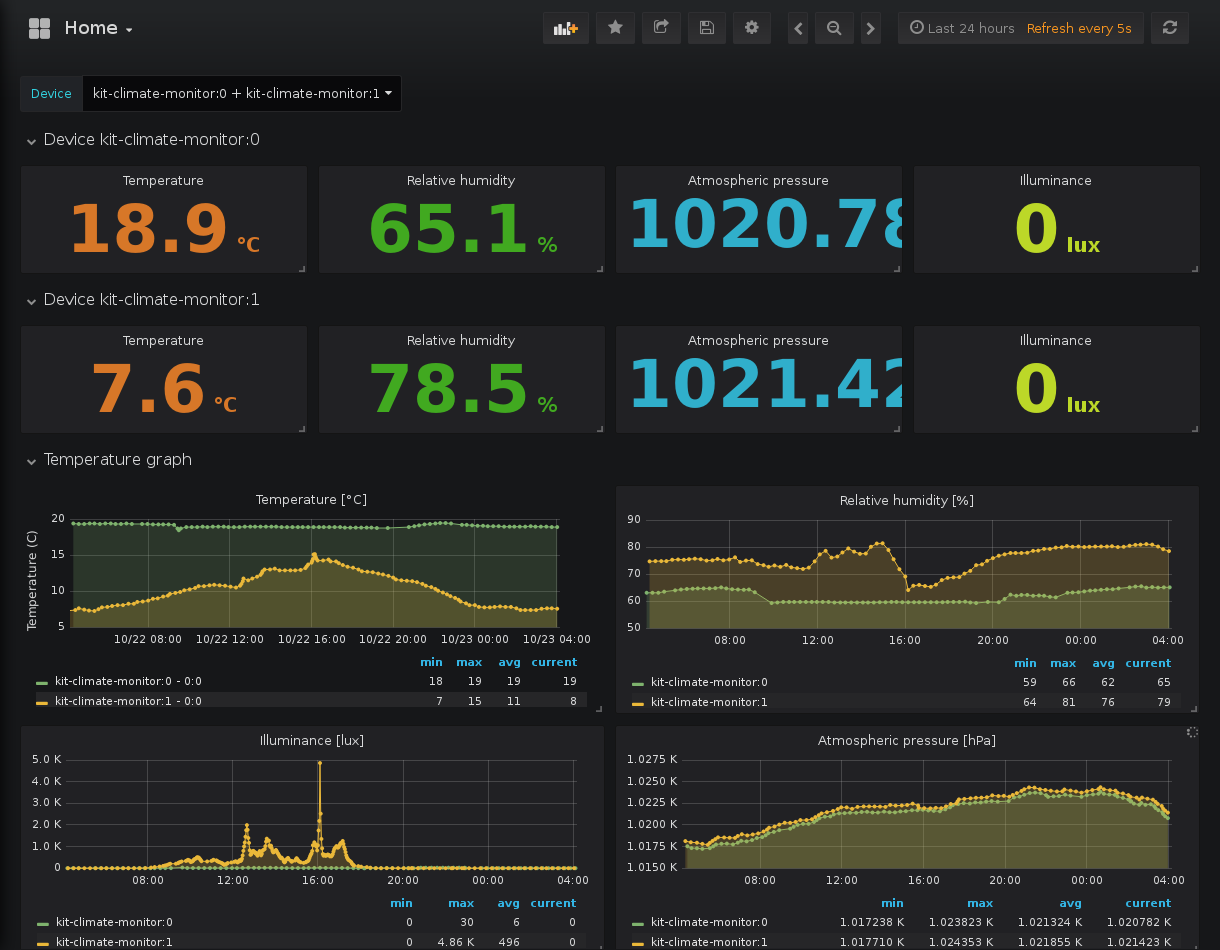 Home
Last 24 hours Refresh every 5s
Device kit-climate-monitor:0 + kit-climate-monitor:1
Device kit-climate-monitor:0
Temperature Relative humidity Atmospheric pressure Illuminance
18.9 °C 65.1 % 1020.78 0 lux
Device kit-climate-monitor:1
Temperature Relative humidity Atmospheric pressure Illuminance
7.6 °C 78.5 % 1021.42 0 lux
Temperature graph
Temperature [°C]
Temperature (C)
20
15
10
5
10/22 08:00 10/22 12:00 10/22 16:00 10/22 20:00 10/23 00:00 10/23 04:00
min max avg current
kit-climate-monitor:0 - 0:0 18 19 19 19
kit-climate-monitor:1 - 0:0 7 15 11 8
Relative humidity [%]
90
80
70
60
50
08:00 12:00 16:00 20:00 00:00 04:00
min max avg current
kit-climate-monitor:0 59 66 62 65
kit-climate-monitor:1 64 81 76 79
Illuminance [lux]
5.0 K
4.0 K
3.0 K
2.0 K
1.0 K
0
08:00 12:00 16:00 20:00 00:00 04:00
min max avg current
kit-climate-monitor:0 0 30 6 0
kit-climate-monitor:1 0 4.86 K 496 0
Atmospheric pressure [hPa]
1.0275 K
1.0250 K
1.0225 K
1.0200 K
1.0175 K
1.0150 K
08:00 12:00 16:00 20:00 00:00 04:00
min max avg current
kit-climate-monitor:0 1.017238 K 1.023823 K 1.021324 K 1.020782 K
kit-climate-monitor:1 1.017710 K 1.024353 K 1.021855 K 1.021423 K